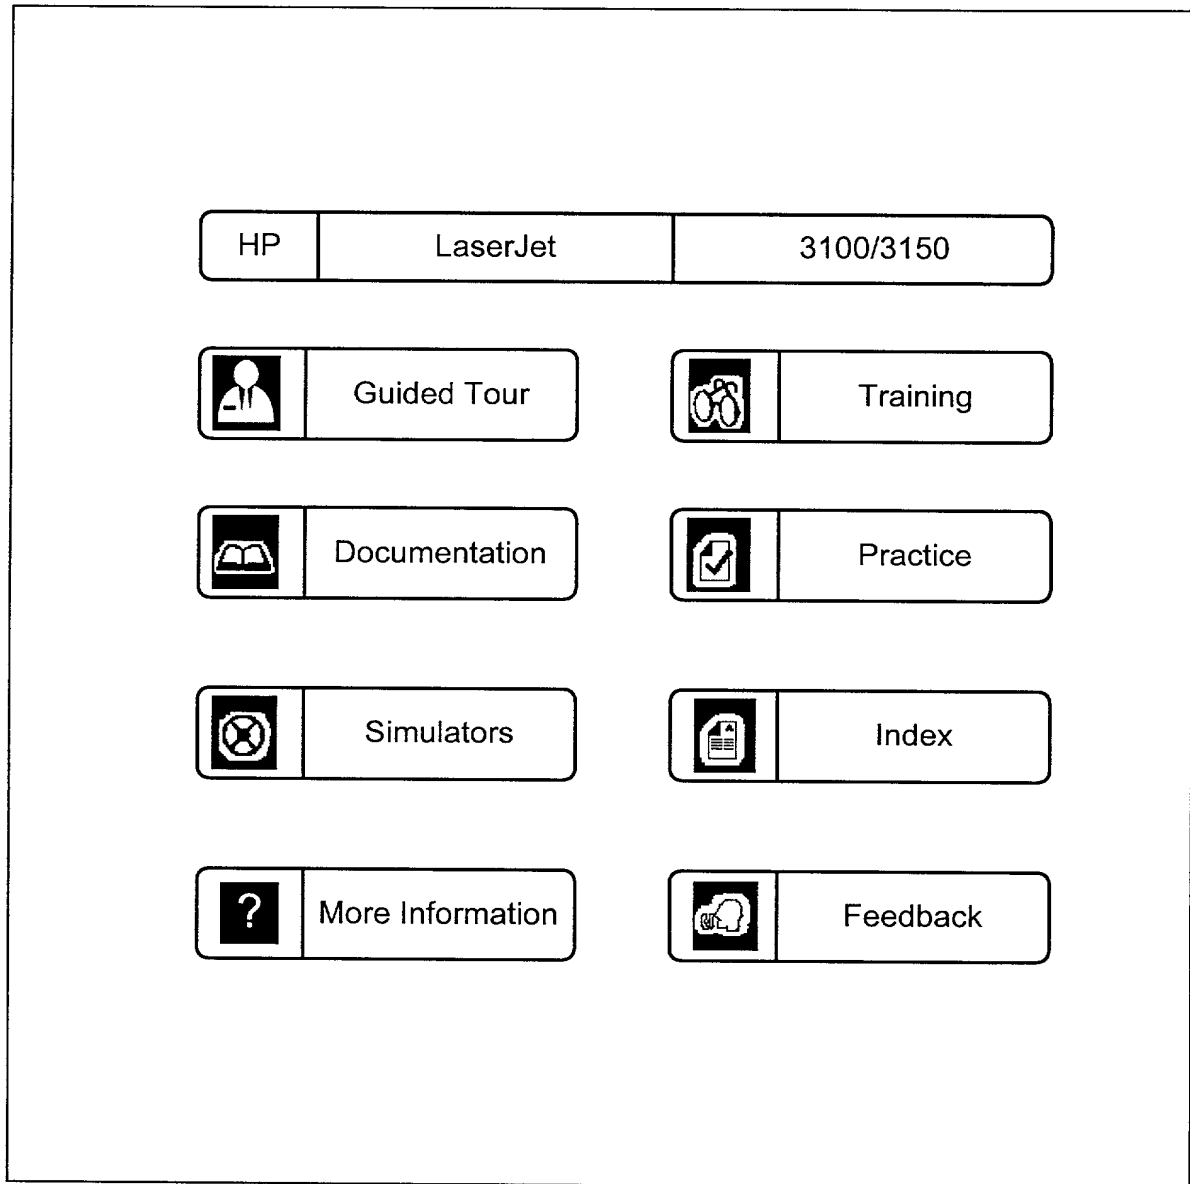 HP LaserJet 3100/3150
Guided Tour
Training
Documentation
Practice
Simulators
Index
? More Information
Feedback